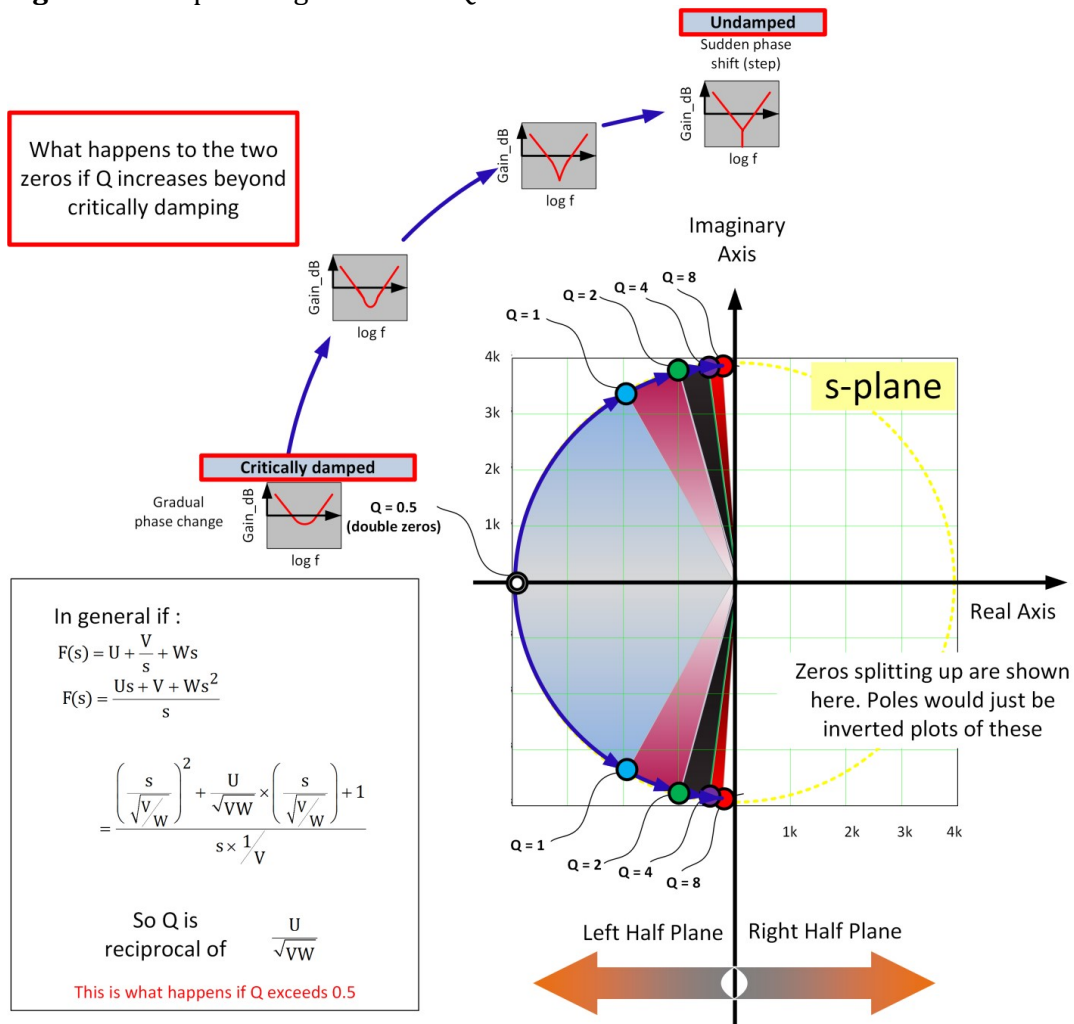 Undamped
Sudden phase
shift (step)
Gain_dB
log f
Gain_dB
log f
What happens to the two
zeros if Q increases beyond
critically damping
Gain_dB
log f
Imaginary
Axis
Q = 8
Q = 4
Q = 2
Q = 1
4k
3k
2k
1k
s-plane
Critically damped
Gradual
phase change
Gain_dB
log f
Q = 0.5
(double zeros)
Real Axis
Zeros splitting up are shown
here. Poles would just be
inverted plots of these
1k 2k 3k 4k
Q = 1
Q = 2
Q = 4
Q = 8
Left Half Plane
Right Half Plane
In general if :
F(s) = U + V/s + Ws
F(s) = (Us + V + Ws²)/s
= ((s/√(V/W))² + U/√(VW) × (s/√(V/W)) + 1)/(s × 1/V)
So Q is
reciprocal of U/√(VW)
This is what happens if Q exceeds 0.5